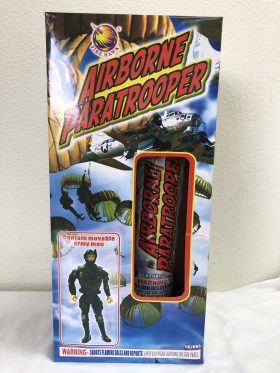 AIRBORNE
PARATROOPER
AIRBORNE
PARATROOPER
Contain movable
army man
WARNING
WARNING- SHOOTS FLAMING BALLS AND REPORTS